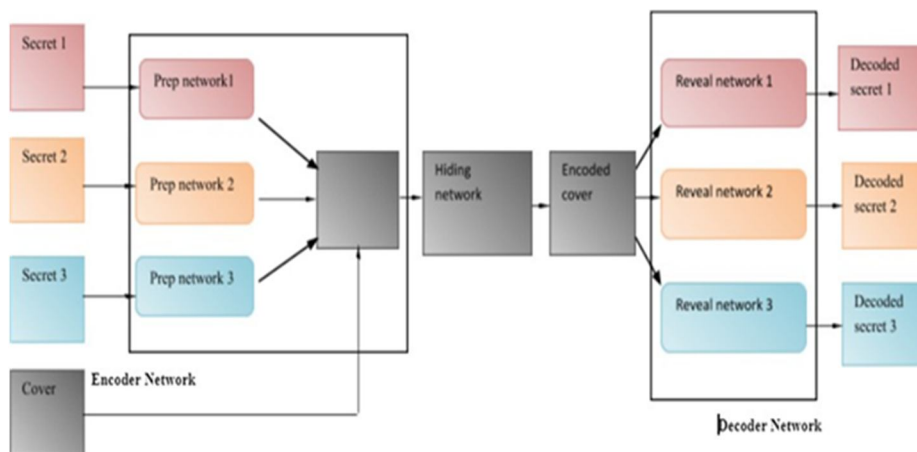 Secret 1
Prep network1
Reveal network 1
Decoded
secret 1
Secret 2
Prep network 2
Hiding
network
Encoded
cover
Reveal network 2
Decoded
secret 2
Secret 3
Prep network 3
Reveal network 3
Decoded
secret 3
Cover
Encoder Network
Decoder Network